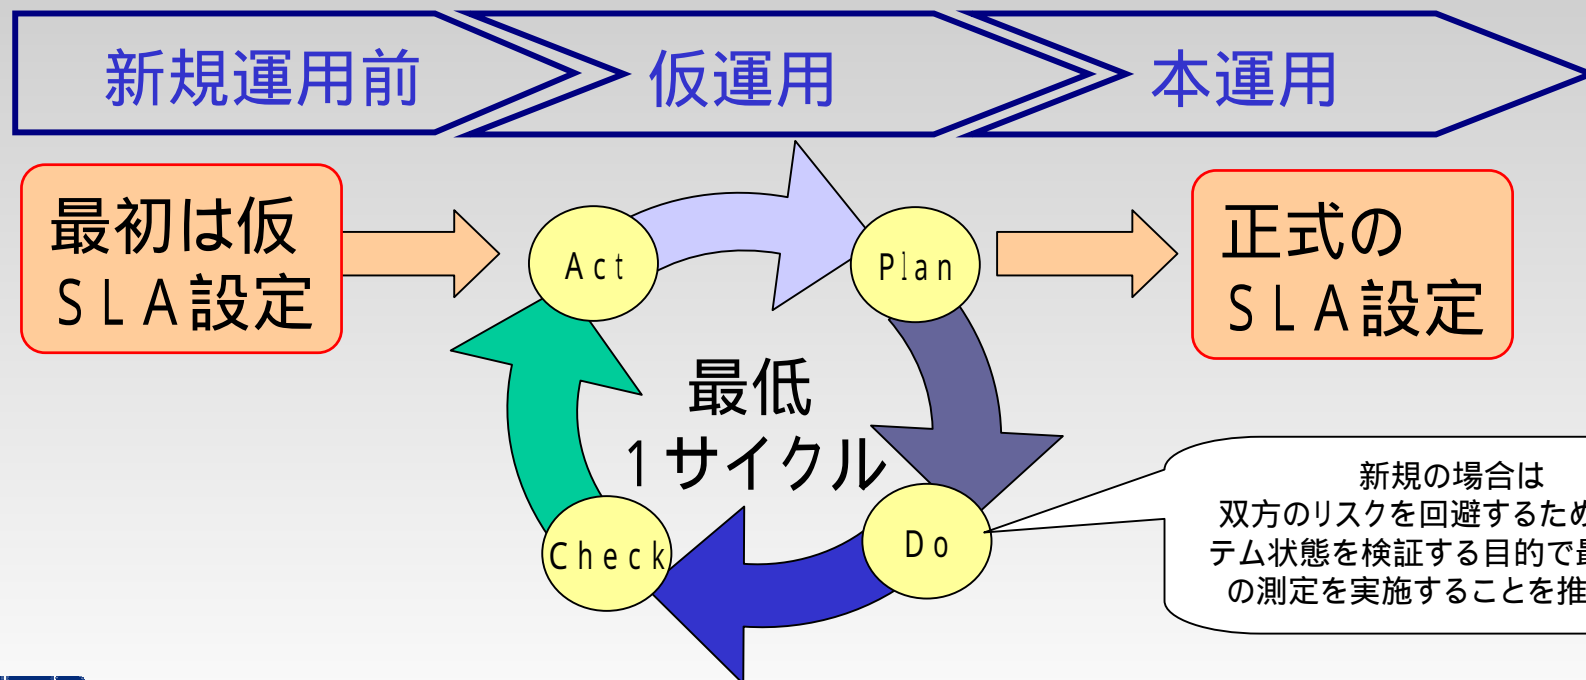 新規運用前
仮運用
本運用
最初は仮
ＳＬＡ設定
Act
Plan
正式の
ＳＬＡ設定
最低
１サイクル
Check
Do
新規の場合は
双方のリスクを回避するため
テム状態を検証する目的で最
の測定を実施することを推